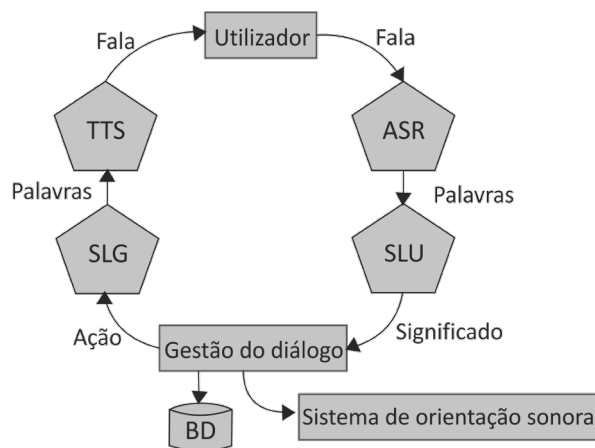 Utilizador
Fala
Fala
TTS
ASR
Palavras
Palavras
SLG
SLU
Ação
Significado
Gestão do diálogo
BD
Sistema de orientação sonora